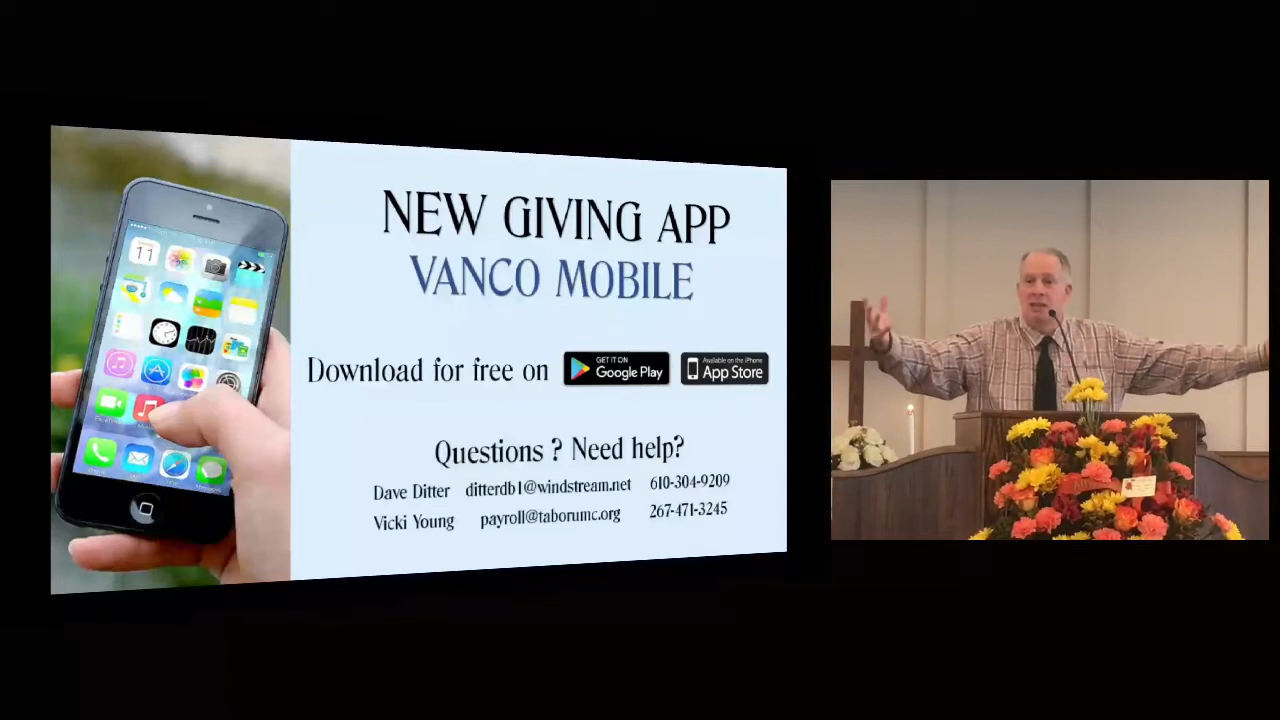 NEW GIVING APP
VANCO MOBILE
Download for free on
GET IT ON
Google Play
Available on the iPhone
App Store
Questions ? Need help?
Dave Ditter ditterdb1@windstream.net 610-304-9209
Vicki Young payroll@taborumc.org 267-471-3245
11